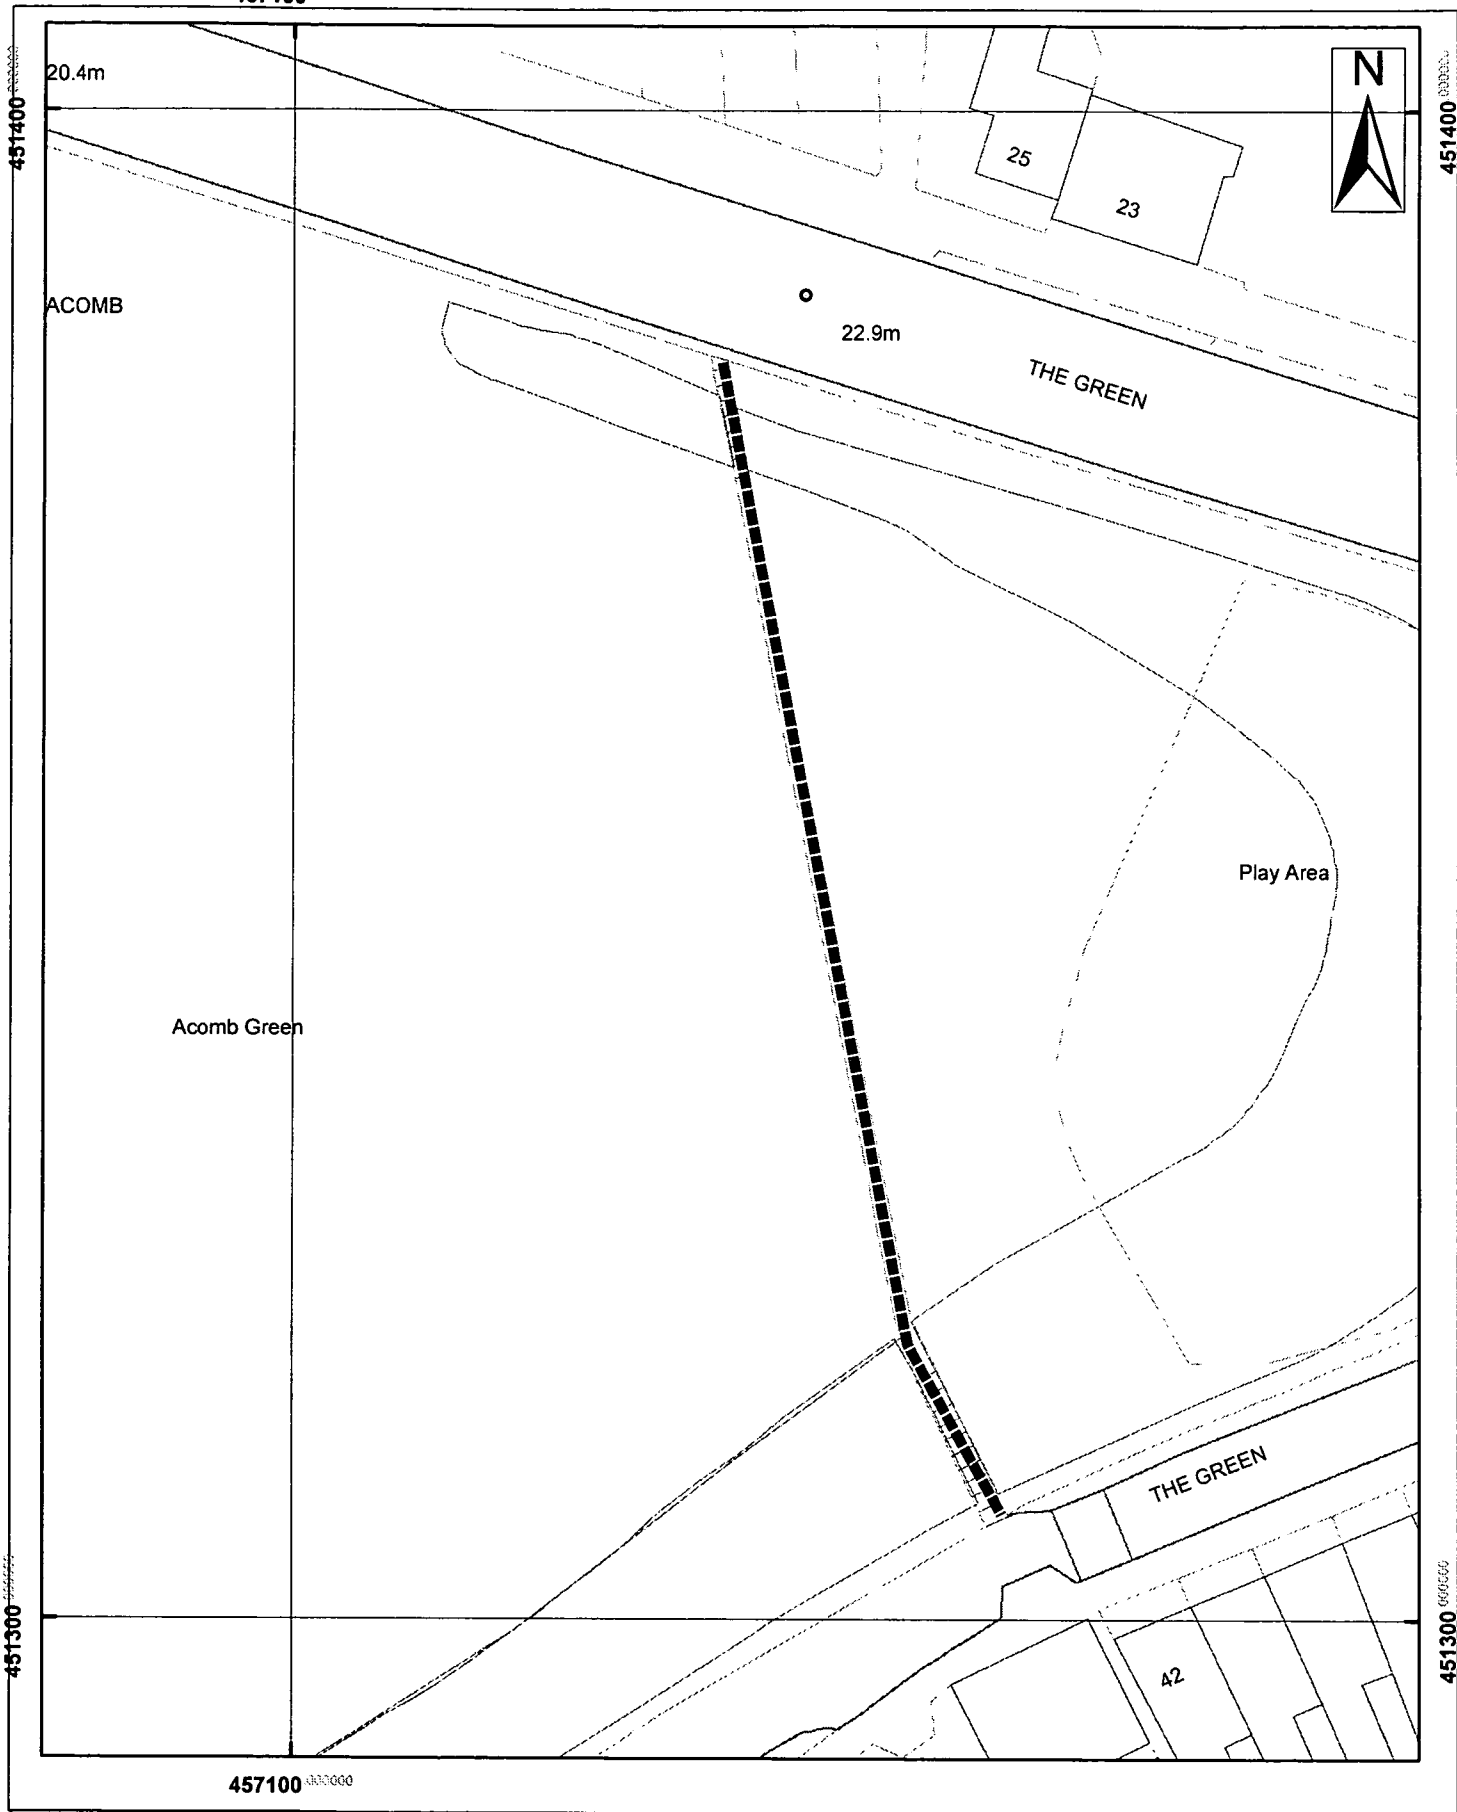 20.4m
N
451400
451400
25
23
ACOMB
22.9m
THE GREEN
Play Area
Acomb Green
THE GREEN
451300
451300
42
457100